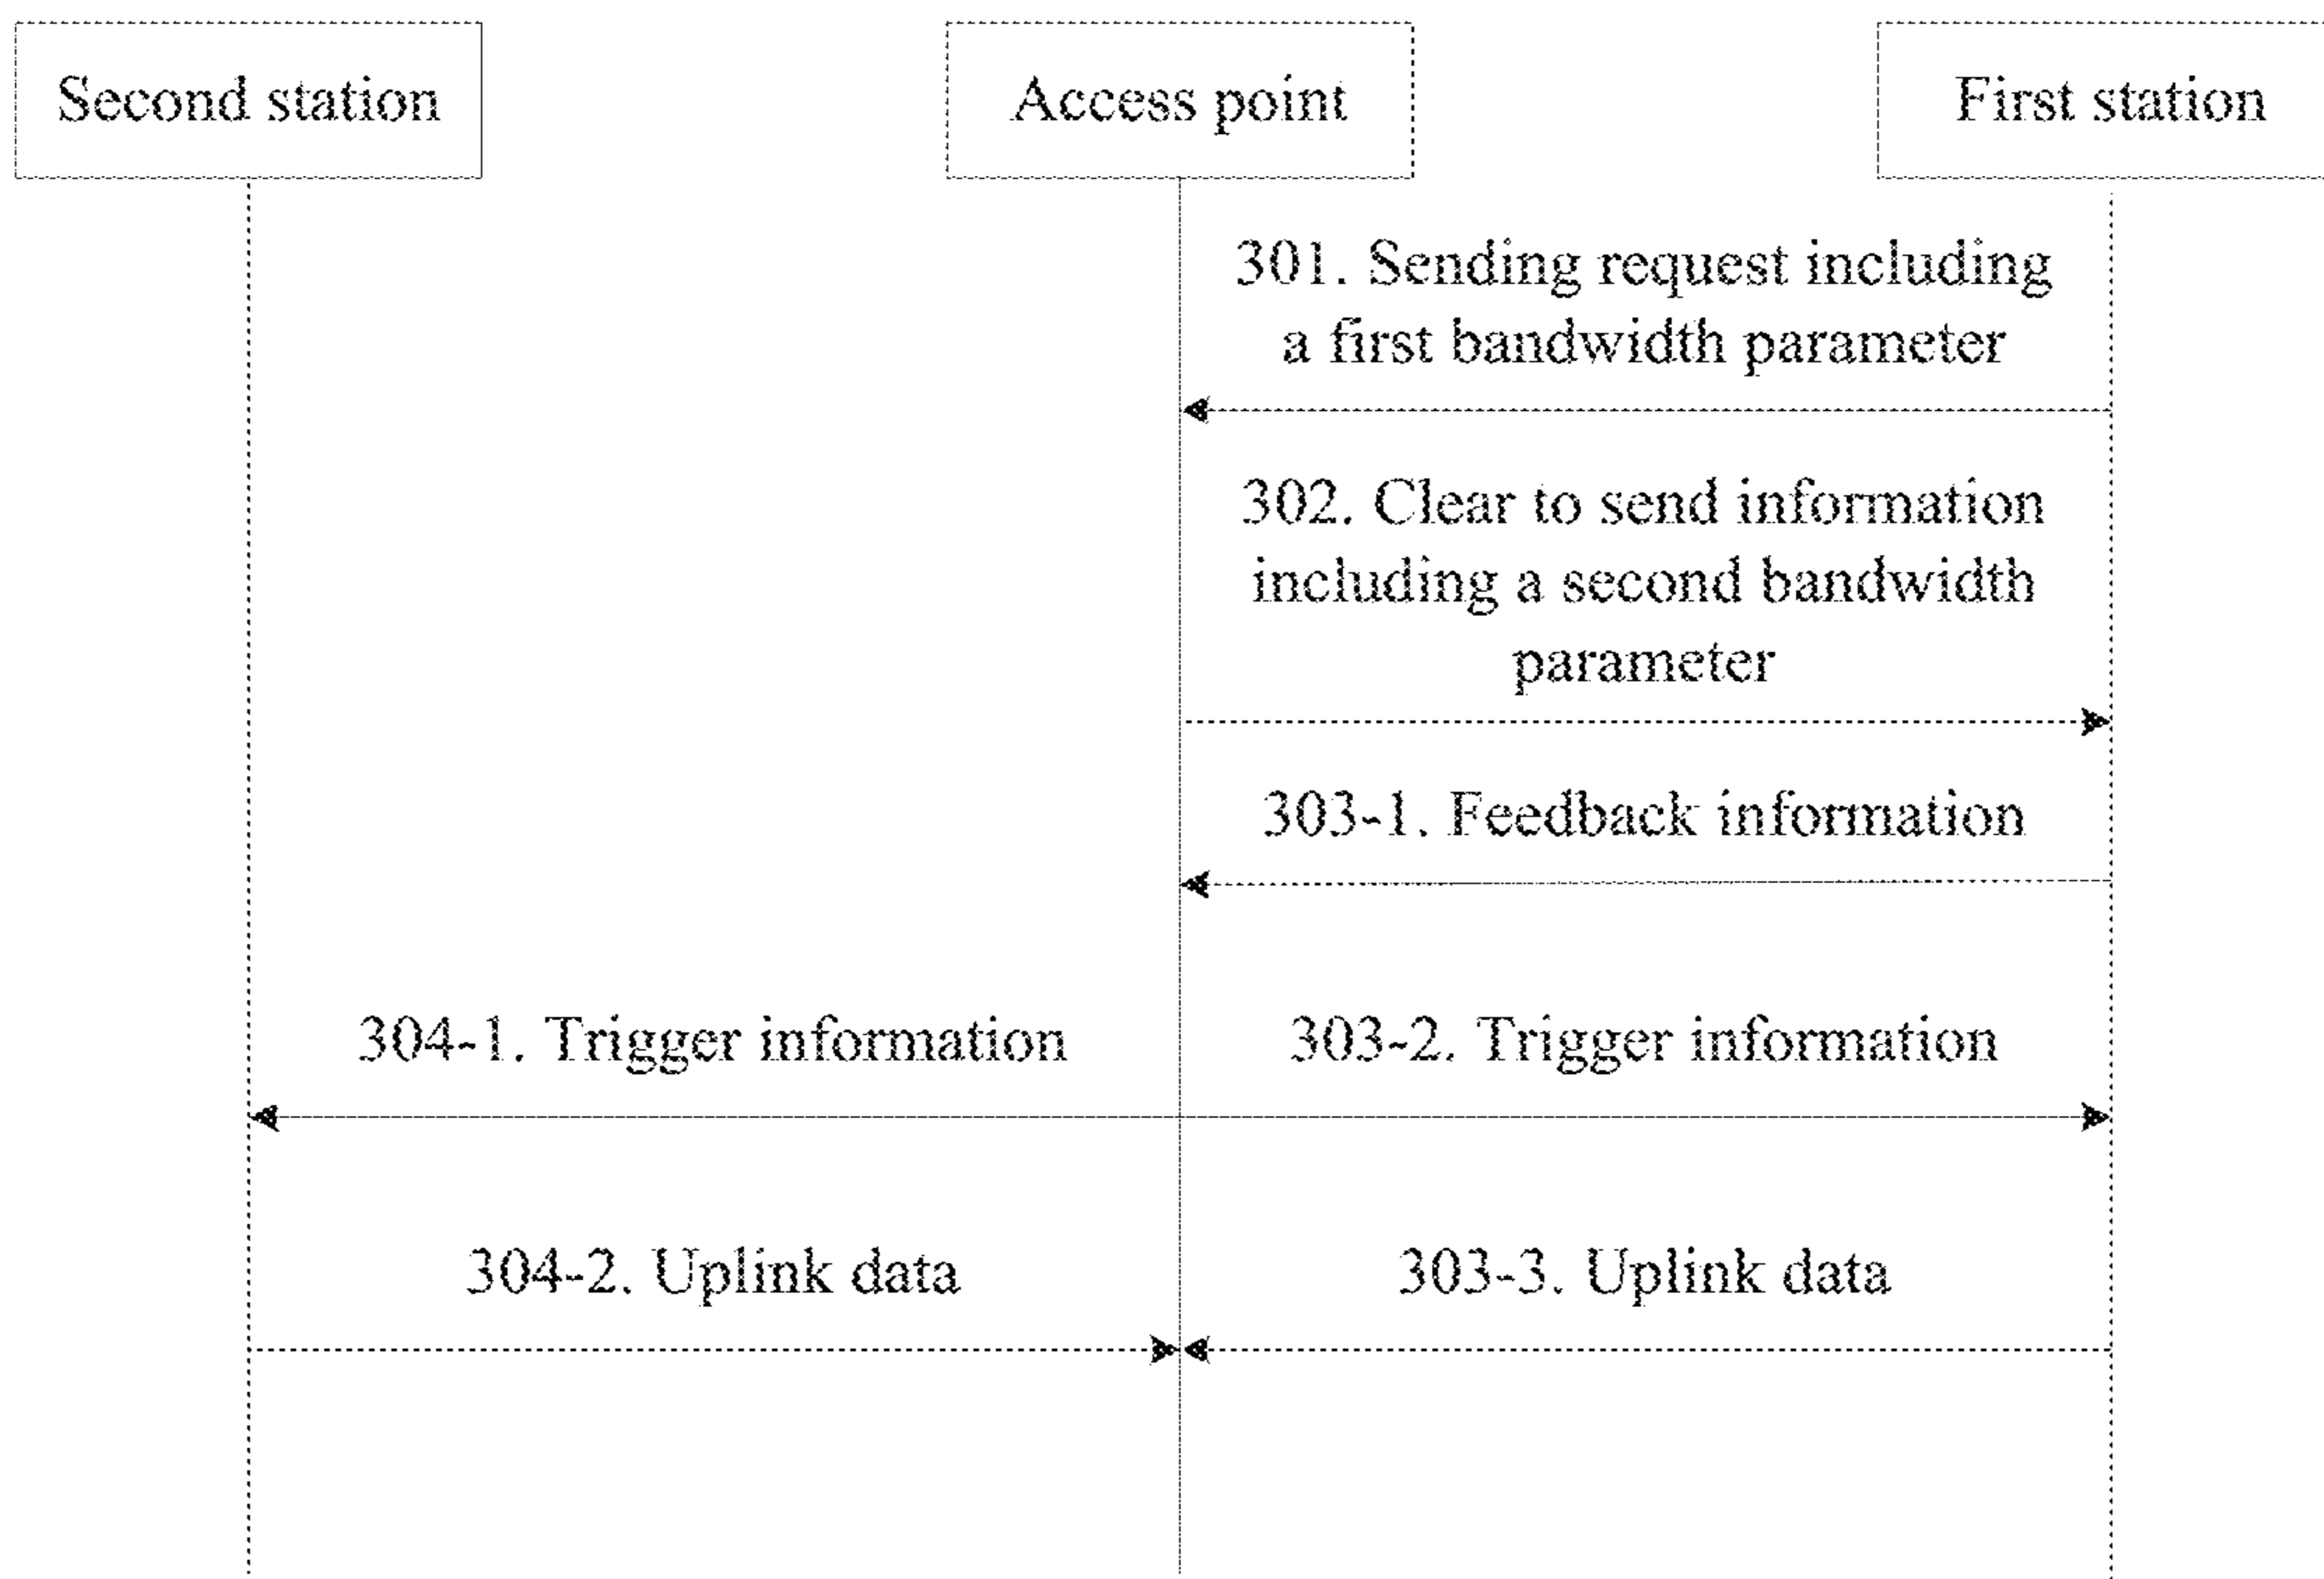 Second station
Access point
First station
301. Sending request including
a first bandwidth parameter
302. Clear to send information
including a second bandwidth
parameter
303-1. Feedback information
304-1. Trigger information
303-2. Trigger information
304-2. Uplink data
303-3. Uplink data